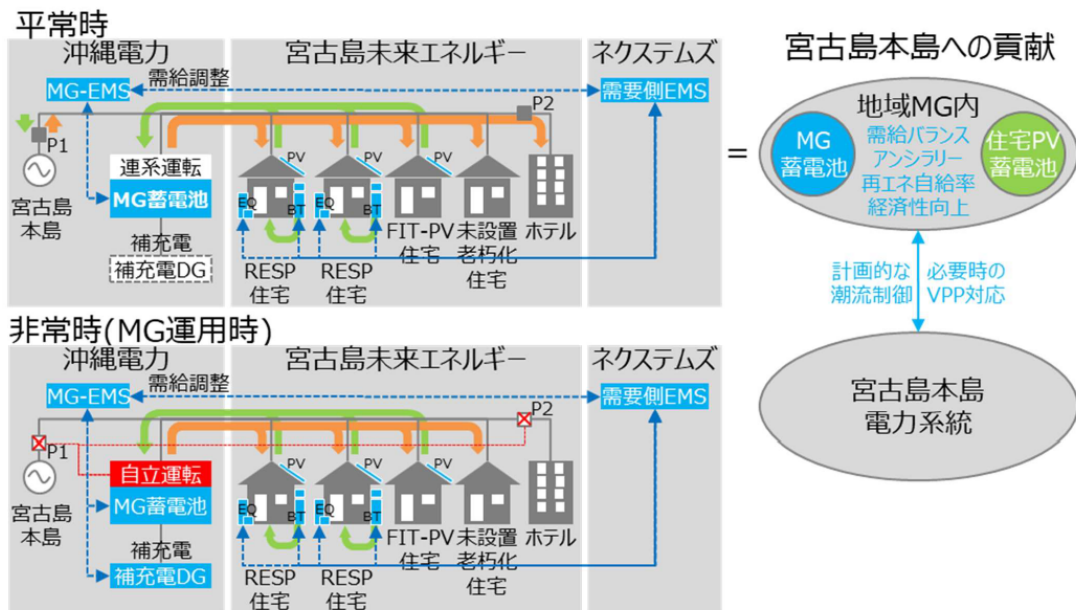 平常時
沖縄電力
宮古島未来エネルギー
ネクステムズ
MG-EMS
需給調整
需要側EMS
P1
P2
連系運転
MG蓄電池
宮古島
本島
補充電
補充電DG
PV
PV
EQ
BT
EQ
BT
RESP
住宅
RESP
住宅
FIT-PV
住宅
未設置
老朽化
住宅
ホテル
非常時(MG運用時)
沖縄電力
宮古島未来エネルギー
ネクステムズ
MG-EMS
需給調整
需要側EMS
P1
P2
自立運転
MG蓄電池
宮古島
本島
補充電
補充電DG
PV
PV
EQ
BT
EQ
BT
RESP
住宅
RESP
住宅
FIT-PV
住宅
未設置
老朽化
住宅
ホテル
宮古島本島への貢献
=
地域MG内
MG
蓄電池
需給バランス
アンシラリー
再エネ自給率
経済性向上
住宅PV
蓄電池
計画的な
潮流制御
必要時の
VPP対応
宮古島本島
電力系統